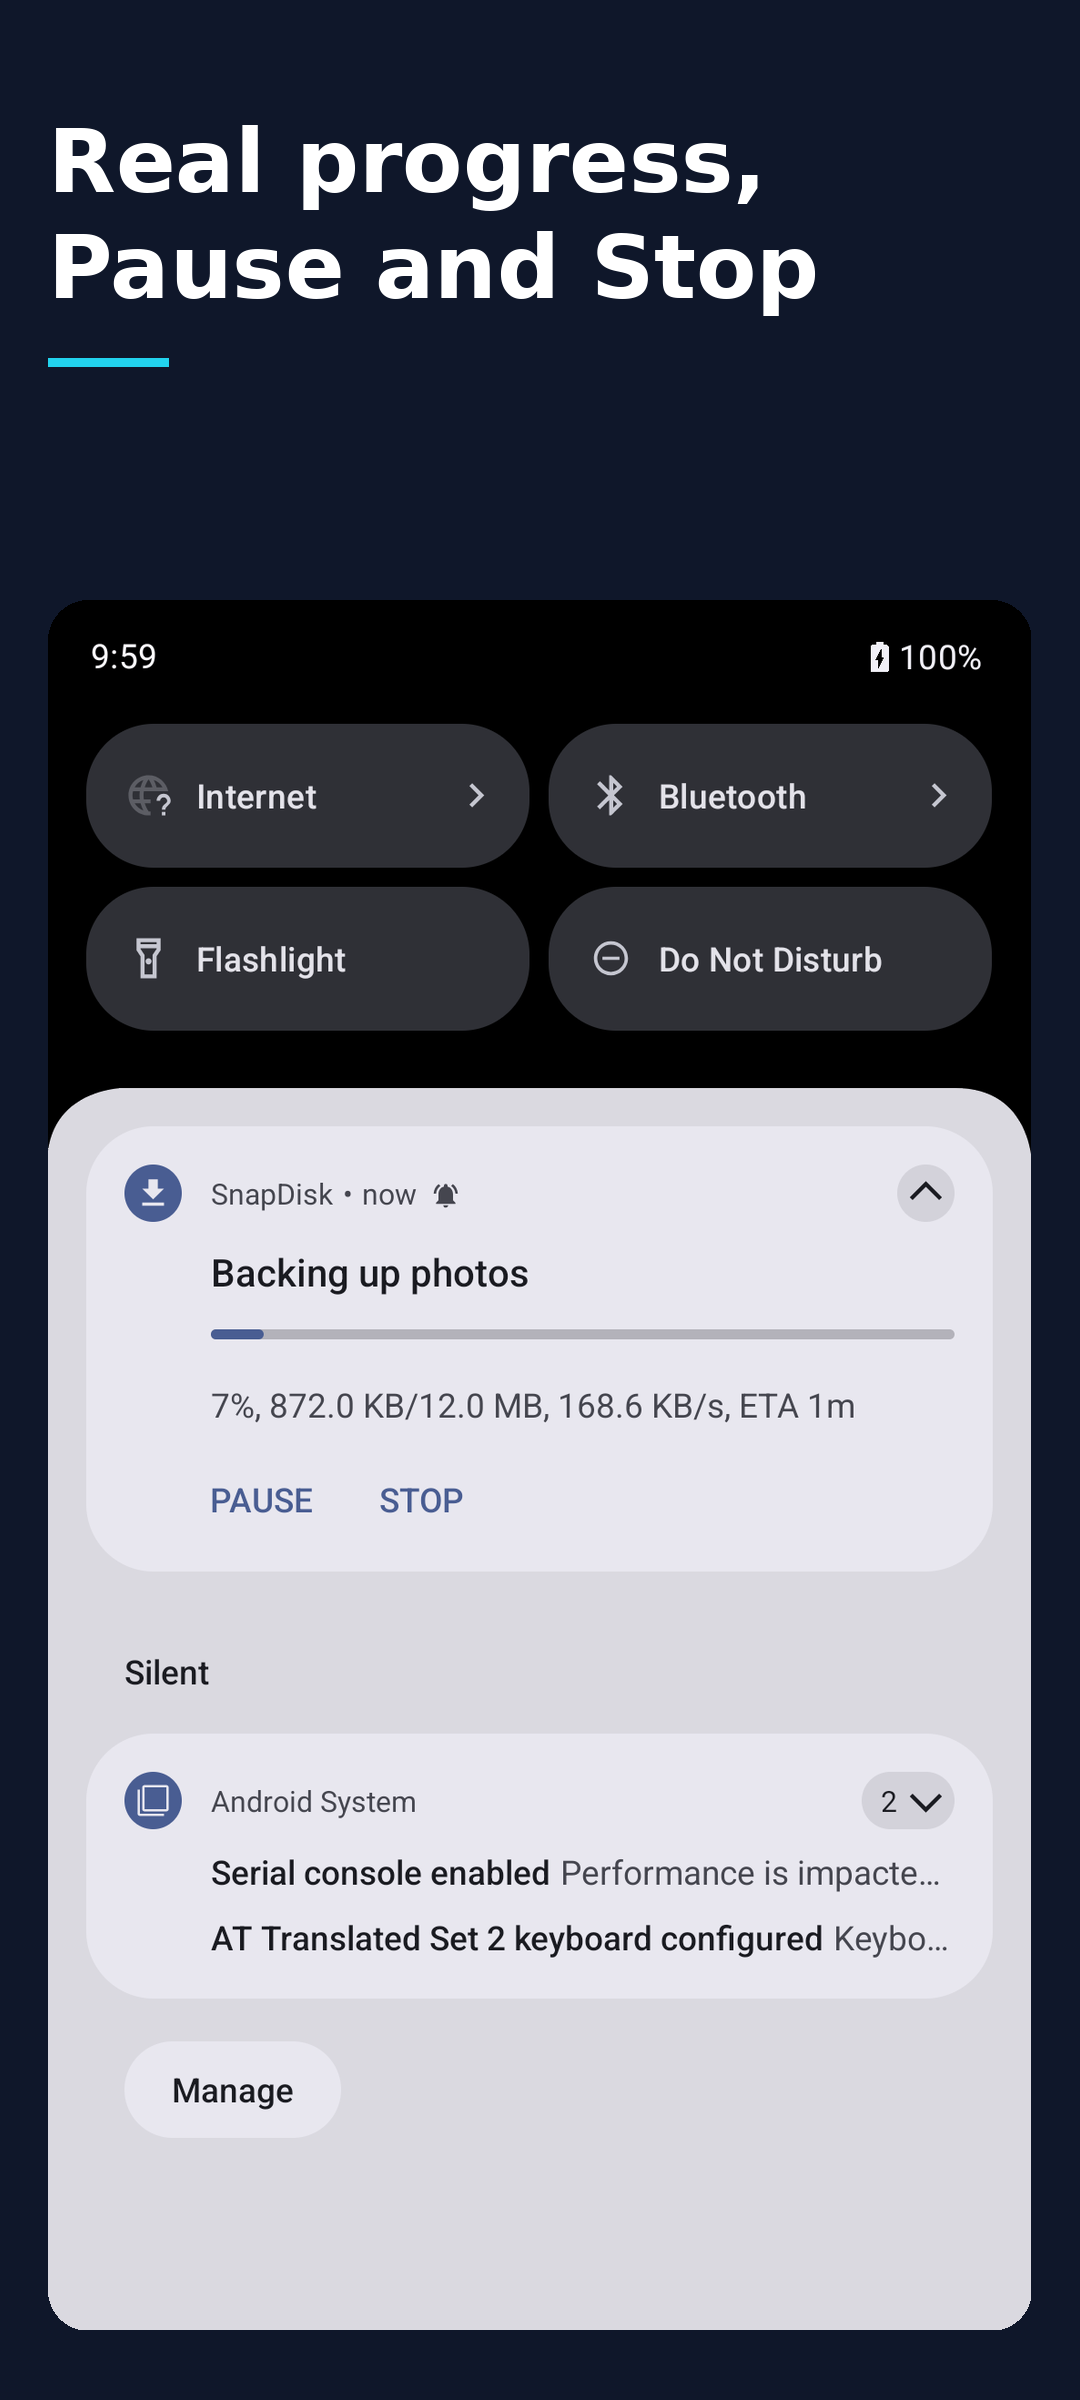 Real progress,
Pause and Stop
9:59
100%
Internet
Bluetooth
Flashlight
Do Not Disturb
SnapDisk • now
Backing up photos
7%, 872.0 KB/12.0 MB, 168.6 KB/s, ETA 1m
PAUSE STOP
Silent
Android System
2
Serial console enabled Performance is impacte…
AT Translated Set 2 keyboard configured Keybo…
Manage